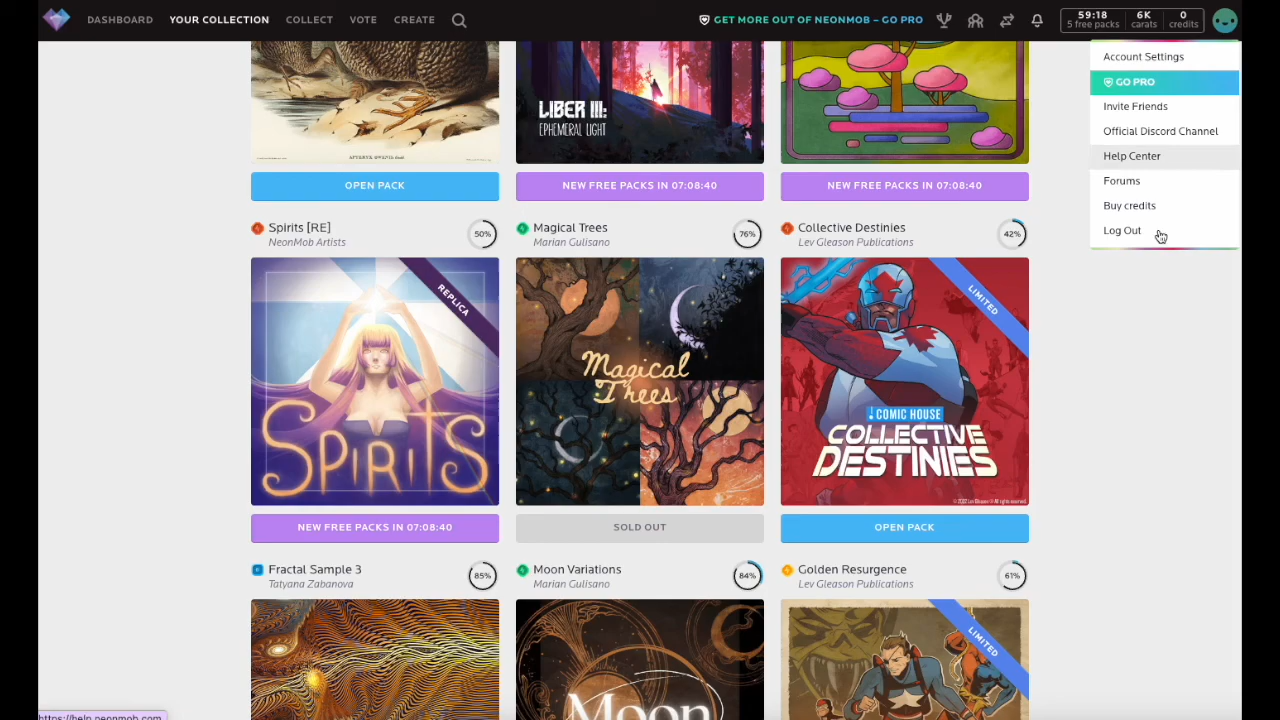 DASHBOARD YOUR COLLECTION COLLECT VOTE CREATE GET MORE OUT OF NEONMOB – GO PRO 59:18 6K 0
5 free packs carats credits
Account Settings
GO PRO
Invite Friends
Official Discord Channel
Help Center
Forums
Buy credits
Log Out
LIBER III:
EPHEMERAL LIGHT
OPEN PACK NEW FREE PACKS IN 07:08:40 NEW FREE PACKS IN 07:08:40
Spirits [RE] 50% Magical Trees 76% Collective Destinies 42%
NeonMob Artists Marian Gulisano Lev Gleason Publications
REPLICA
SPIRITS
Magical
Trees
LIMITED
COMIC HOUSE
COLLECTIVE
DESTINIES
NEW FREE PACKS IN 07:08:40 SOLD OUT OPEN PACK
Fractal Sample 3 85% Moon Variations 84% Golden Resurgence 61%
Tatyana Zabanova Marian Gulisano Lev Gleason Publications
LIMITED
Moon
https://help.neonmob.com